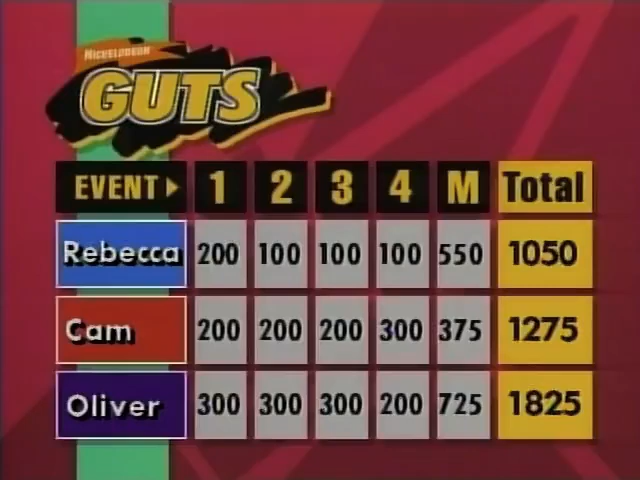 NICKELODEON
GUTS
EVENT 1 2 3 4 M Total
Rebecca 200 100 100 100 550 1050
Cam 200 200 200 300 375 1275
Oliver 300 300 300 200 725 1825